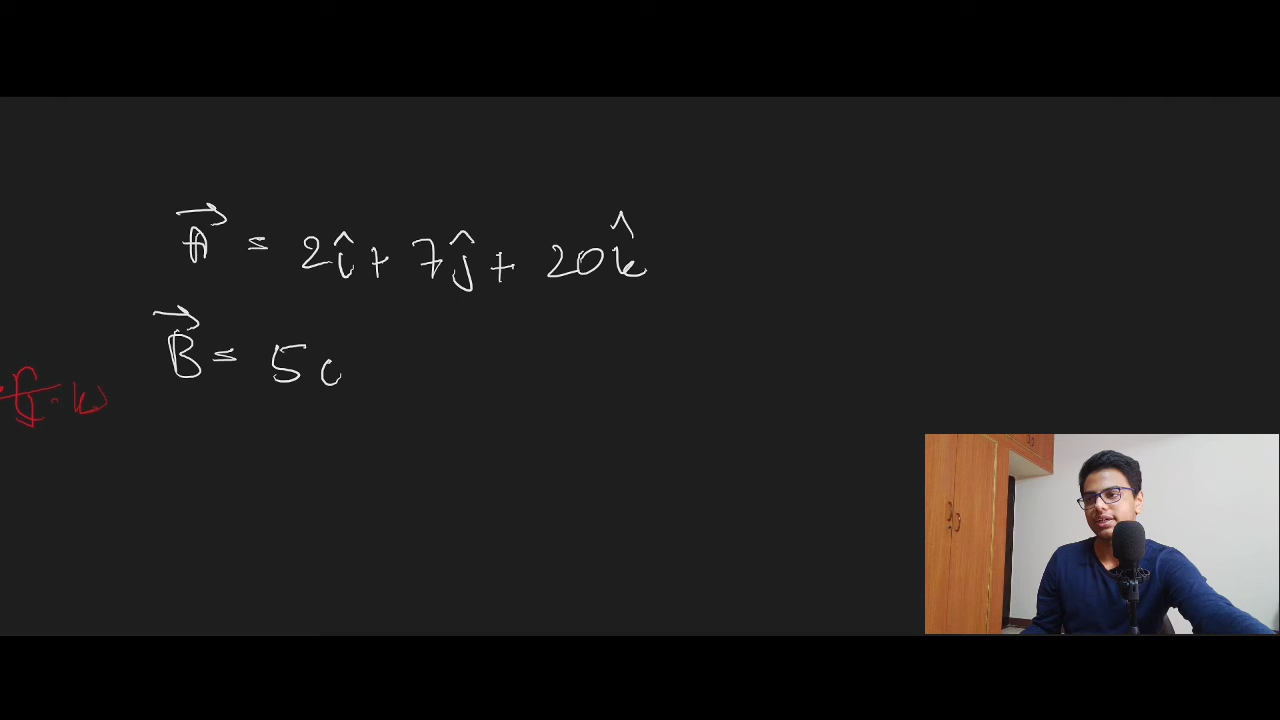 A⃗ = 2î + 7ĵ + 20k̂
B⃗ = 5